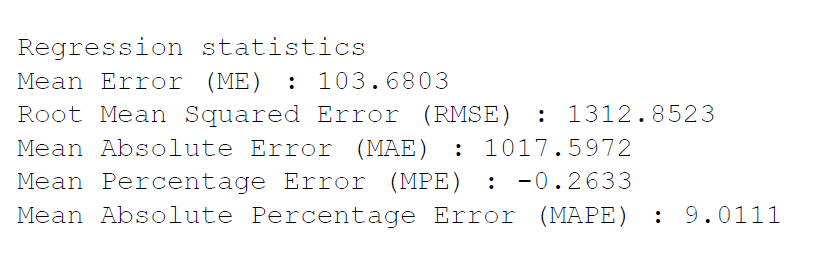 Regression statistics
Mean Error (ME) : 103.6803
Root Mean Squared Error (RMSE) : 1312.8523
Mean Absolute Error (MAE) : 1017.5972
Mean Percentage Error (MPE) : -0.2633
Mean Absolute Percentage Error (MAPE) : 9.0111